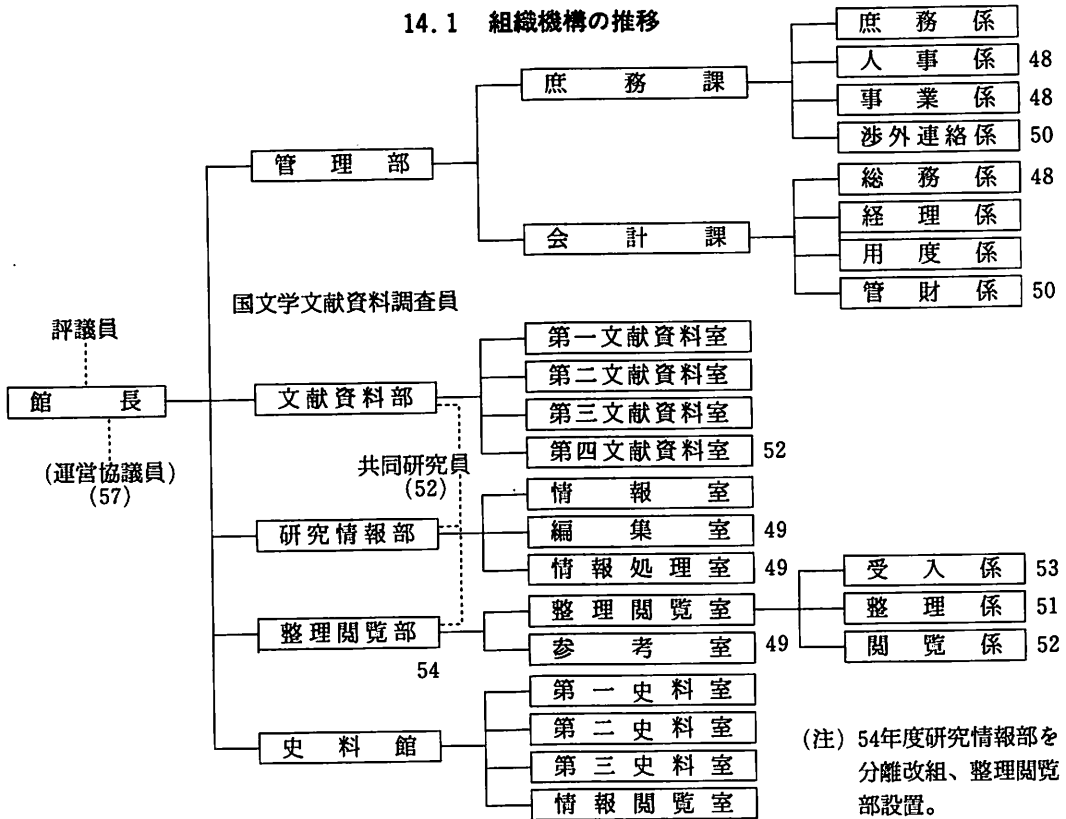 14.1 組織機構の推移
庶務係
人事係 48
事業係 48
渉外連絡係 50
庶務課
管理部
総務係 48
経理係
用度係
管財係 50
会計課
国文学文献資料調査員
評議員
館長
(運営協議員)
(57)
文献資料部
第一文献資料室
第二文献資料室
第三文献資料室
第四文献資料室 52
共同研究員
(52)
研究情報部
情報室
編集室 49
情報処理室 49
整理閲覧部
54
整理閲覧室
参考室 49
受入係 53
整理係 51
閲覧係 52
史料館
第一史料室
第二史料室
第三史料室
情報閲覧室
(注) 54年度研究情報部を
分離改組、整理閲覧
部設置。